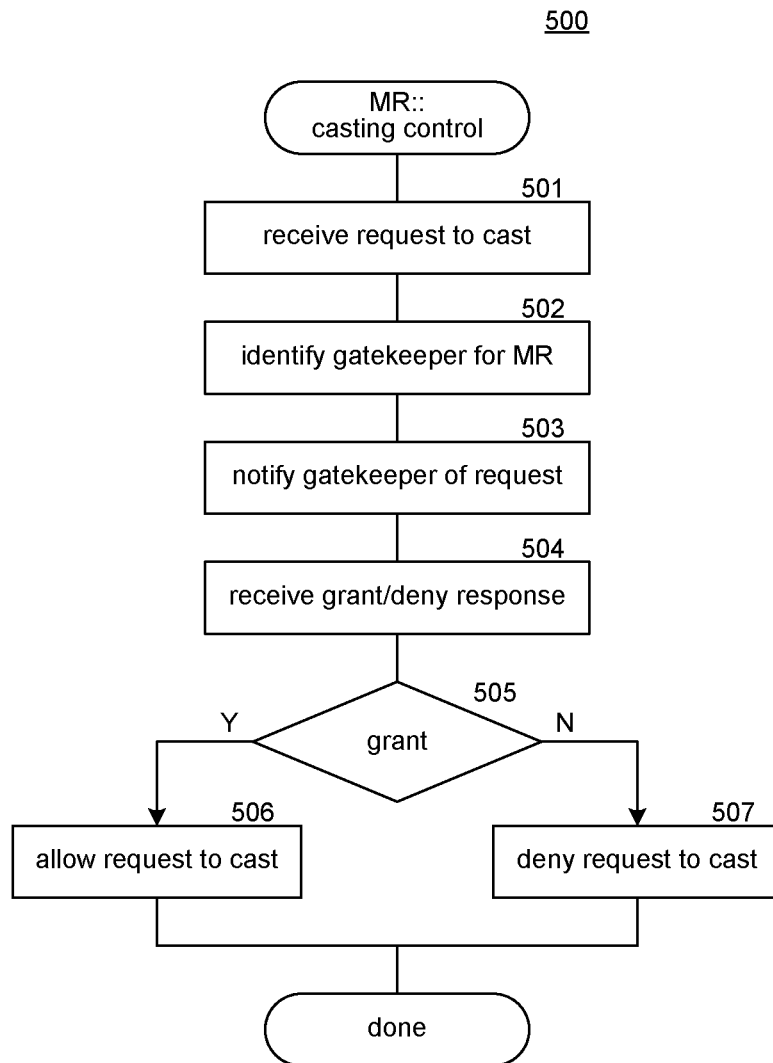 500
MR::
casting control
501
receive request to cast
502
identify gatekeeper for MR
503
notify gatekeeper of request
504
receive grant/deny response
505
Y
grant
N
506
allow request to cast
507
deny request to cast
done